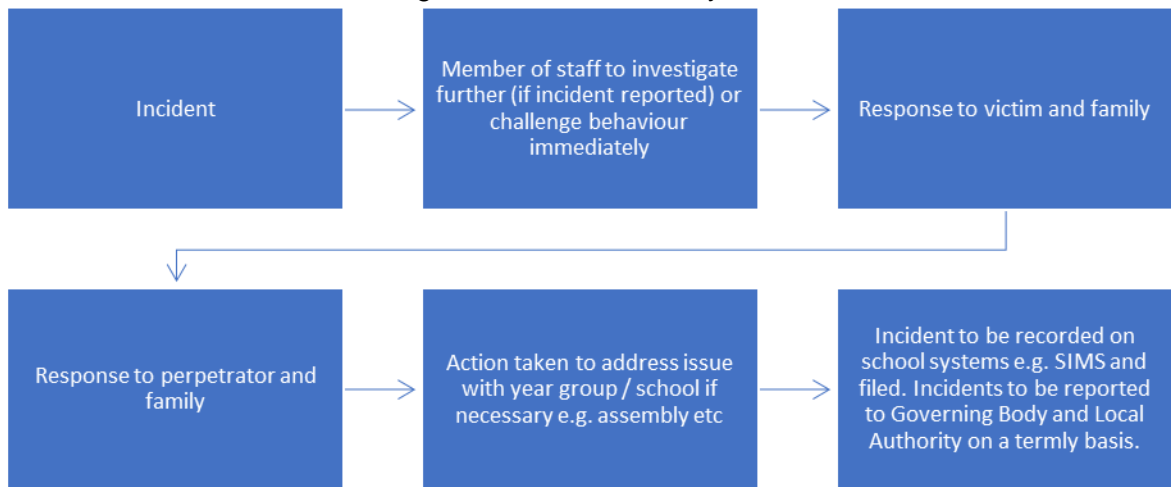 Incident
Member of staff to investigate
further (if incident reported) or
challenge behaviour
immediately
Response to victim and family
Response to perpetrator and
family
Action taken to address issue
with year group / school if
necessary e.g. assembly etc
Incident to be recorded on
school systems e.g. SIMS and
filed. Incidents to be reported
to Governing Body and Local
Authority on a termly basis.